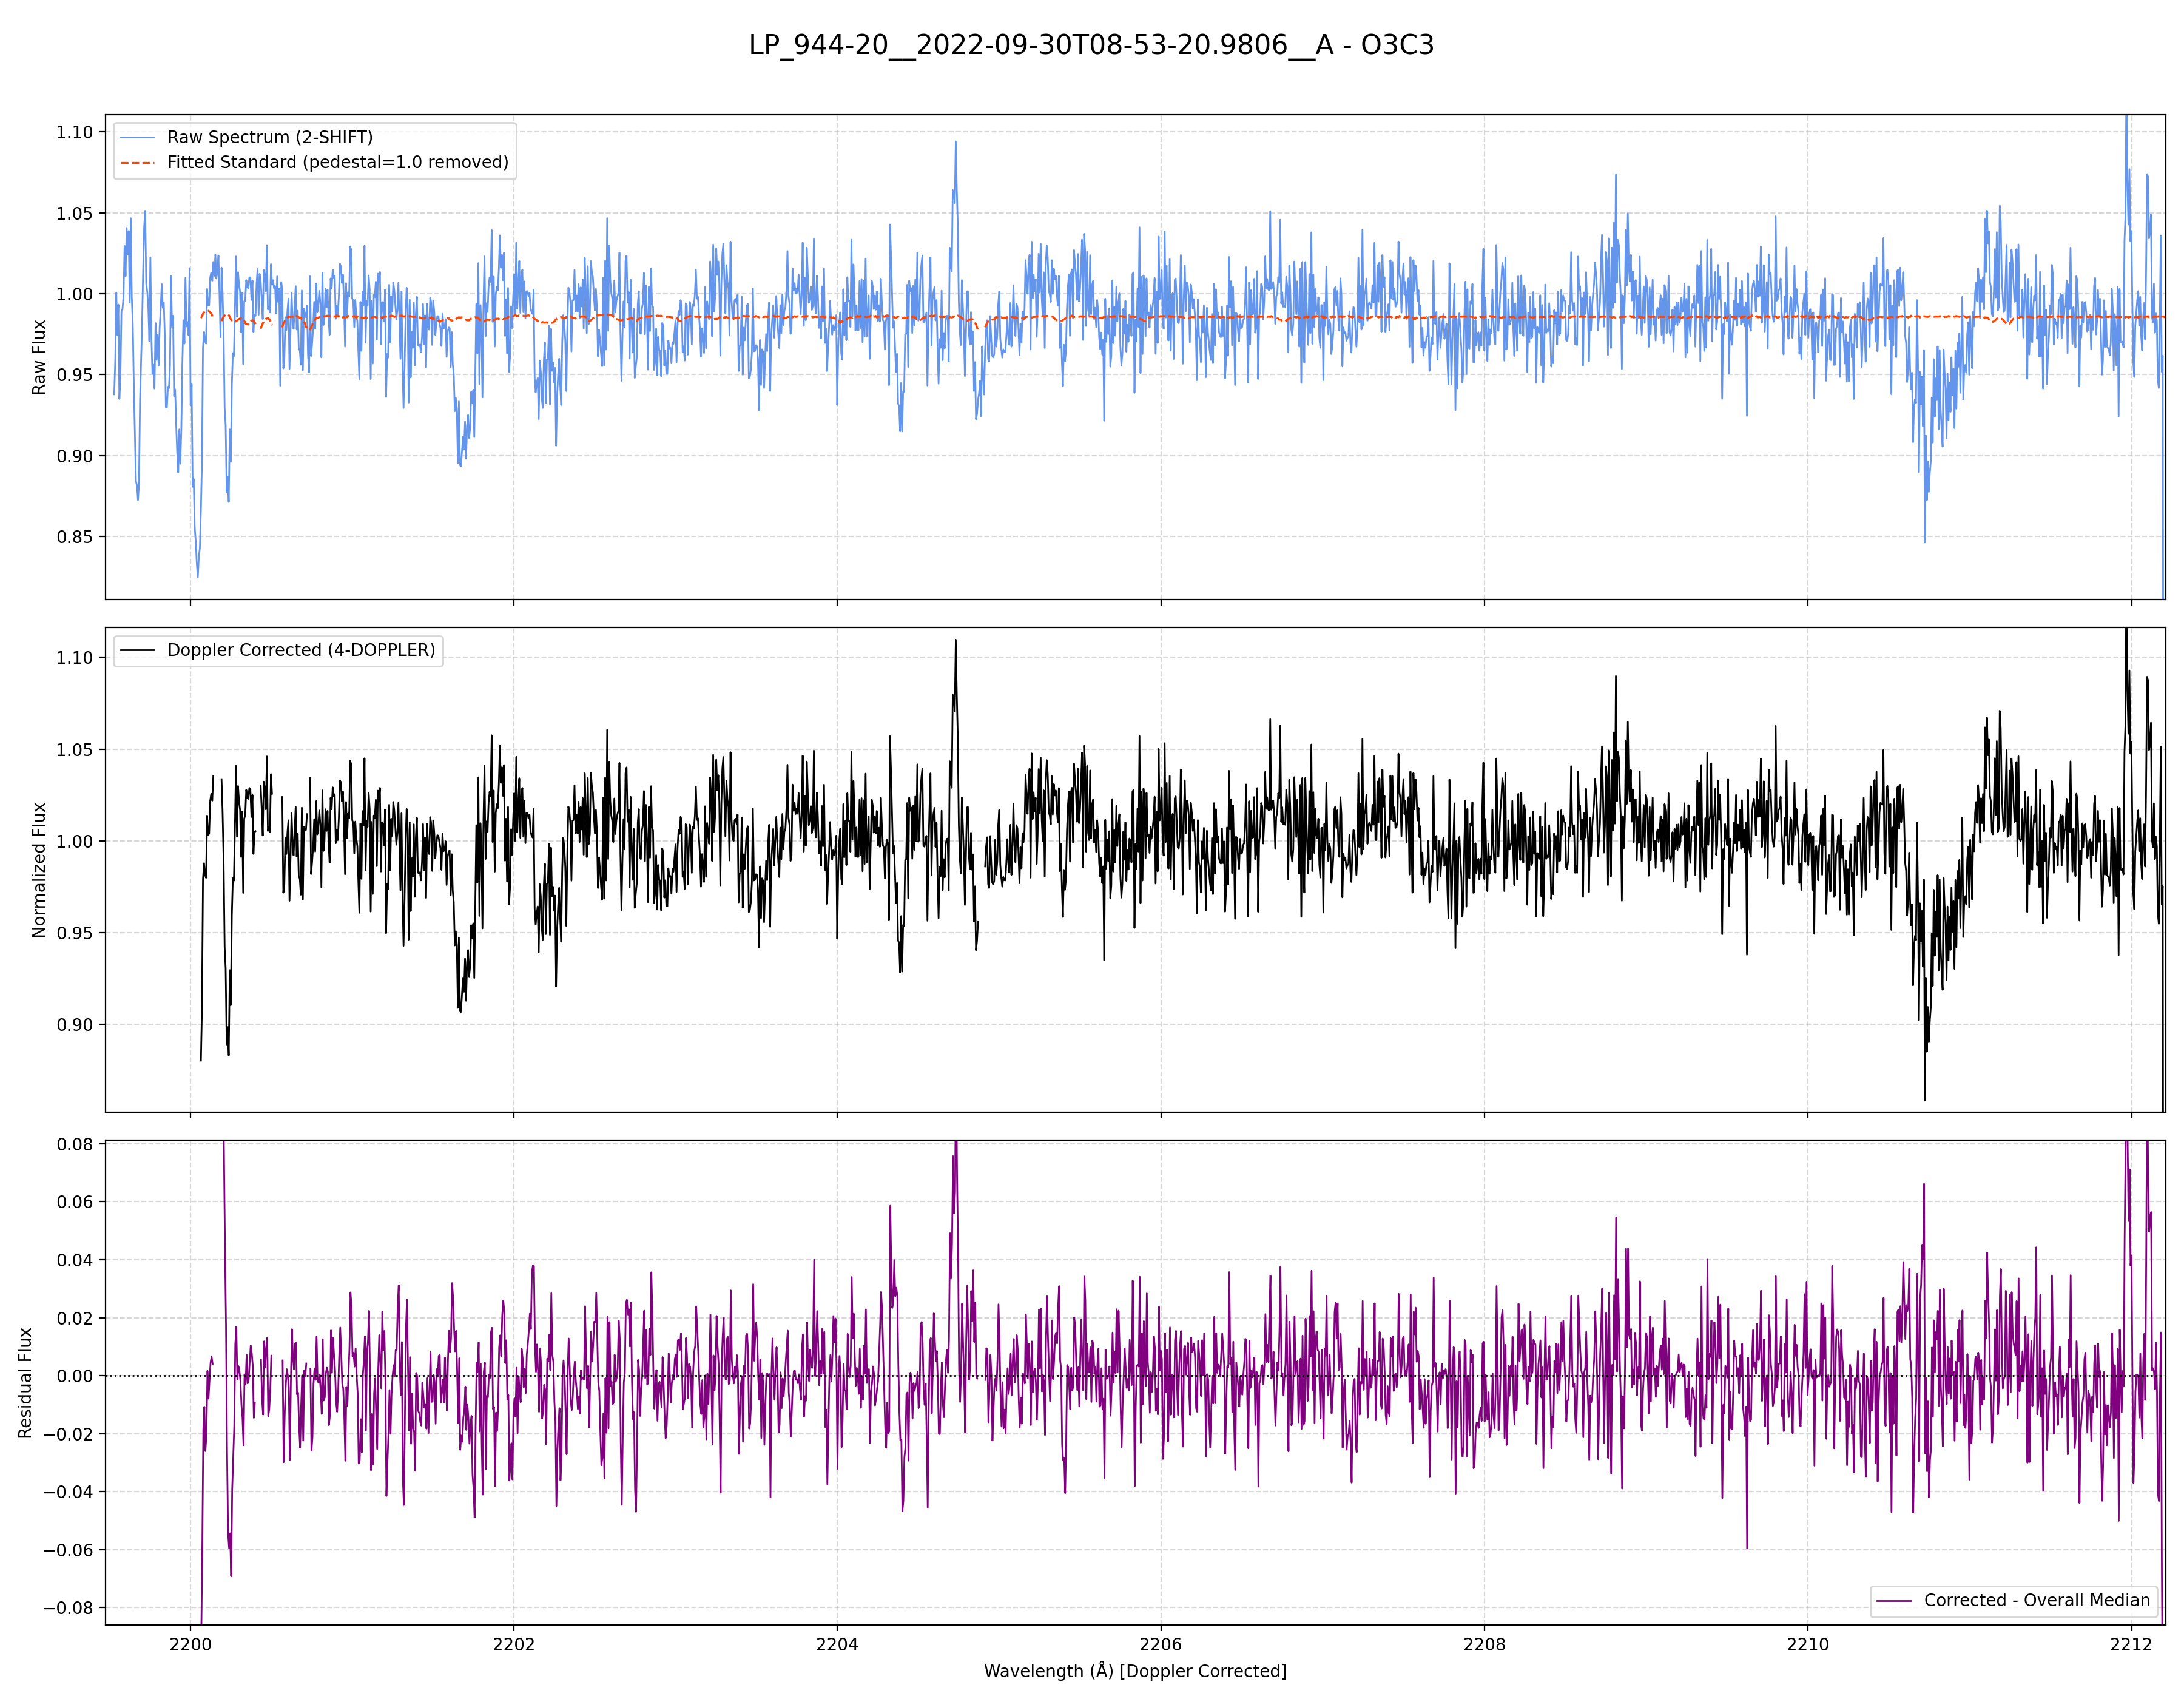 LP_944-20__2022-09-30T08-53-20.9806__A - O3C3
Raw Spectrum (2-SHIFT)
Fitted Standard (pedestal=1.0 removed)
Raw Flux
1.10
1.05
1.00
0.95
0.90
0.85
Doppler Corrected (4-DOPPLER)
Normalized Flux
1.10
1.05
1.00
0.95
0.90
Residual Flux
0.08
0.06
0.04
0.02
0.00
−0.02
−0.04
−0.06
−0.08
Corrected - Overall Median
2200 2202 2204 2206 2208 2210 2212
Wavelength (Å) [Doppler Corrected]